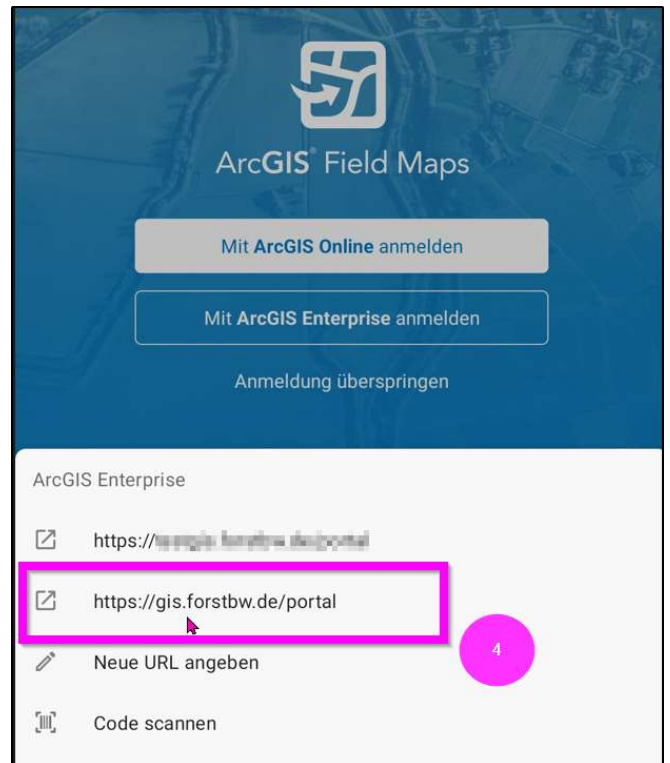 ArcGIS® Field Maps
Mit ArcGIS Online anmelden
Mit ArcGIS Enterprise anmelden
Anmeldung überspringen
ArcGIS Enterprise
https://
https://gis.forstbw.de/portal
4
Neue URL angeben
Code scannen